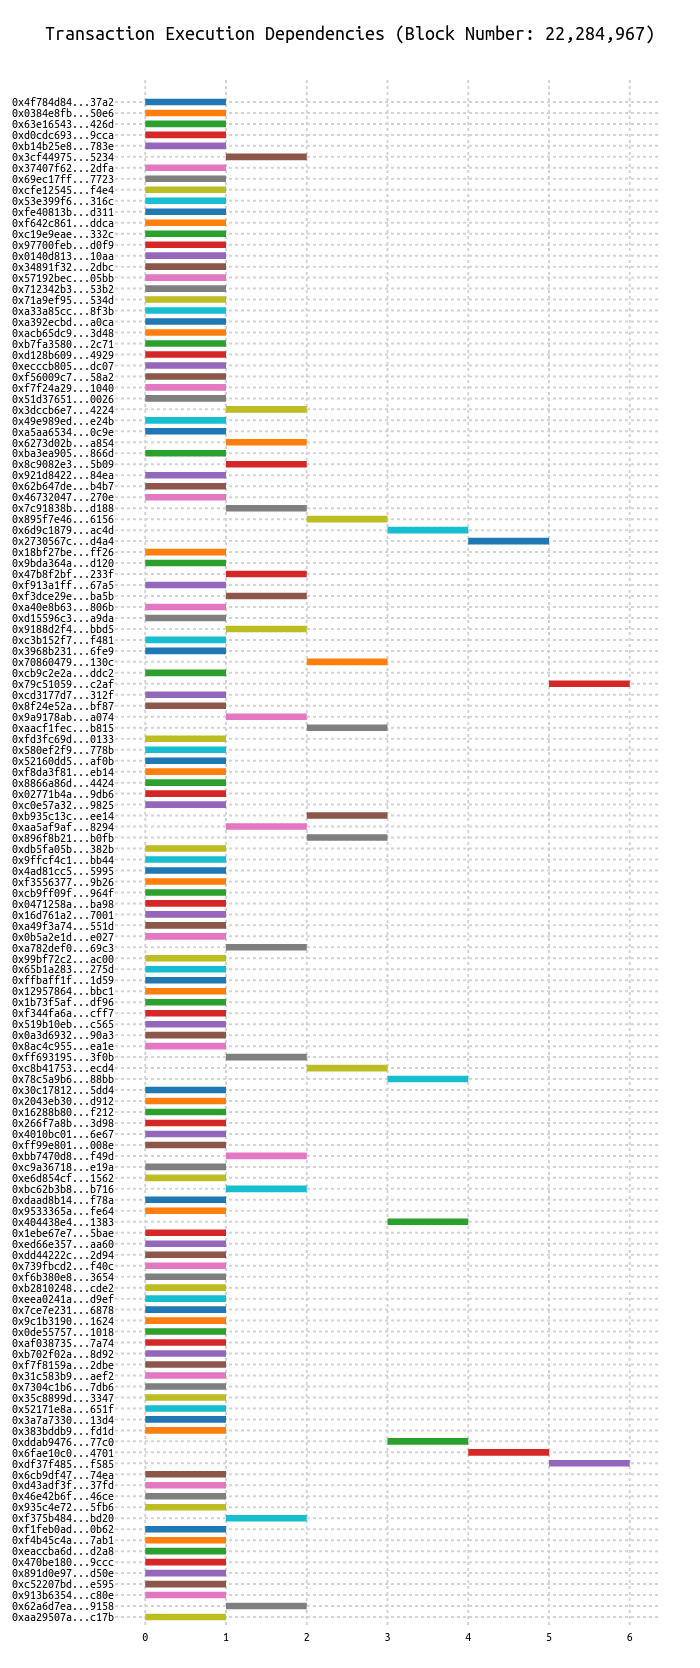 Transaction Execution Dependencies (Block Number: 22,284,967)
0x4f784d84...37a2
0x0384e8fb...50e6
0x63e16543...426d
0xd0cdc693...9cca
0xb14b25e8...783e
0x3cf44975...5234
0x37407f62...2dfa
0x69ec17ff...7723
0xcfe12545...f4e4
0x53e399f6...316c
0xfe40813b...d311
0xf642c861...ddca
0xc19e9eae...332c
0x97700feb...d0f9
0x0140d813...10aa
0x34891f32...2dbc
0x57192bec...05bb
0x712342b3...53b2
0x71a9ef95...534d
0xa33a85cc...8f3b
0xa392ecbd...a0ca
0xacb65dc9...3d48
0xb7fa3580...2c71
0xd128b609...4929
0xecccb805...dc07
0xf56009c7...58a2
0xf7f24a29...1040
0x51d37651...0026
0x3dccb6e7...4224
0x49e989ed...e24b
0xa5aa6534...0c9e
0x6273d02b...a854
0xba3ea905...866d
0x8c9082e3...5b09
0x921d8422...84ea
0x62b647de...b4b7
0x46732047...270e
0x7c91838b...d188
0x895f7e46...6156
0x6d9c1879...ac4d
0x2730567c...d4a4
0x18bf27be...ff26
0x9bda364a...d120
0x47b8f2bf...233f
0xf913a1ff...67a5
0xf3dce29e...ba5b
0xa40e8b63...806b
0xd15596c3...a9da
0x9188d2f4...bbd5
0xc3b152f7...f481
0x3968b231...6fe9
0x70860479...130c
0xcb9c2e2a...ddc2
0x79c51059...c2af
0xcd3177d7...312f
0x8f24e52a...bf87
0x9a9178ab...a074
0xaacf1fec...b815
0xfd3fc69d...0133
0x580ef2f9...778b
0x52160dd5...af0b
0xf8da3f81...eb14
0x8866a86d...4424
0x02771b4a...9db6
0xc0e57a32...9825
0xb935c13c...ee14
0xaa5af9af...8294
0x896f8b21...b0fb
0xdb5fa05b...382b
0x9ffcf4c1...bb44
0x4ad81cc5...5995
0xf3556377...9b26
0xcb9ff09f...964f
0x0471258a...ba98
0x16d761a2...7001
0xa49f3a74...551d
0x0b5a2e1d...e027
0xa782def0...69c3
0x99bf72c2...ac00
0x65b1a283...275d
0xffbaff1f...1d59
0x12957864...bbc1
0x1b73f5af...df96
0xf344fa6a...cff7
0x519b10eb...c565
0x0a3d6932...90a3
0x8ac4c955...ea1e
0xff693195...3f0b
0xc8b41753...ecd4
0x78c5a9b6...88bb
0x30c17812...5dd4
0x2043eb30...d912
0x16288b80...f212
0x266f7a8b...3d98
0x4010bc01...6e67
0xff99e801...008e
0xbb7470d8...f49d
0xc9a36718...e19a
0xe6d854cf...1562
0xbc62b3b8...b716
0xdaad8b14...f78a
0x9533365a...fe64
0x404438e4...1383
0x1ebe67e7...5bae
0xed66e357...aa60
0xdd44222c...2d94
0x739fbcd2...f40c
0xf6b380e8...3654
0xb2810248...cde2
0xeea0241a...d9ef
0x7ce7e231...6878
0x9c1b3190...1624
0x0de55757...1018
0xaf038735...7a74
0xb702f02a...8d92
0xf7f8159a...2dbe
0x31c583b9...aef2
0x7304c1b6...7db6
0x35c8899d...3347
0x52171e8a...651f
0x3a7a7330...13d4
0x383bddb9...fd1d
0xddab9476...77c0
0x6fae10c0...4701
0xdf37f485...f585
0x6cb9df47...74ea
0xd43adf3f...37fd
0x46e42b6f...46ce
0x935c4e72...5fb6
0xf375b484...bd20
0xf1feb0ad...0b62
0xf4b45c4a...7ab1
0xeaccba6d...d2a8
0x470be180...9ccc
0x891d0e97...d50e
0xc52207bd...e595
0x913b6354...c80e
0x62a6d7ea...9158
0xaa29507a...c17b
0 1 2 3 4 5 6